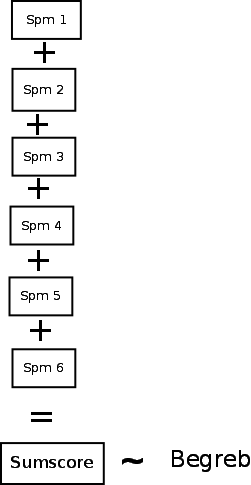 Spm 1
+
Spm 2
+
Spm 3
+
Spm 4
+
Spm 5
+
Spm 6
=
Sumscore ~ Begreb